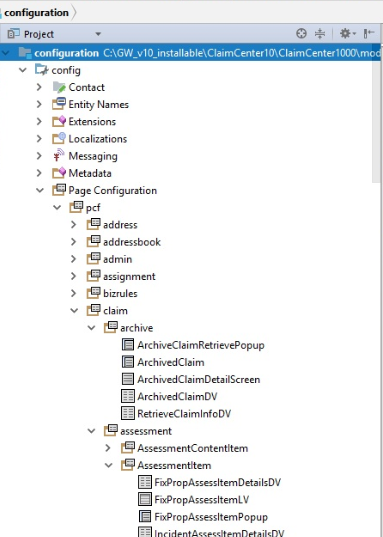 configuration
Project
configuration C:\GW_v10_installable\ClaimCenter10\ClaimCenter1000\mod
config
Contact
Entity Names
Extensions
Localizations
Messaging
Metadata
Page Configuration
pcf
address
addressbook
admin
assignment
bizrules
claim
archive
ArchiveClaimRetrievePopup
ArchivedClaim
ArchivedClaimDetailScreen
ArchivedClaimDV
RetrieveClaimInfoDV
assessment
AssessmentContentItem
AssessmentItem
FixPropAssessItemDetailsDV
FixPropAssessItemLV
FixPropAssessItemPopup
IncidentAssessItemDetailsDV